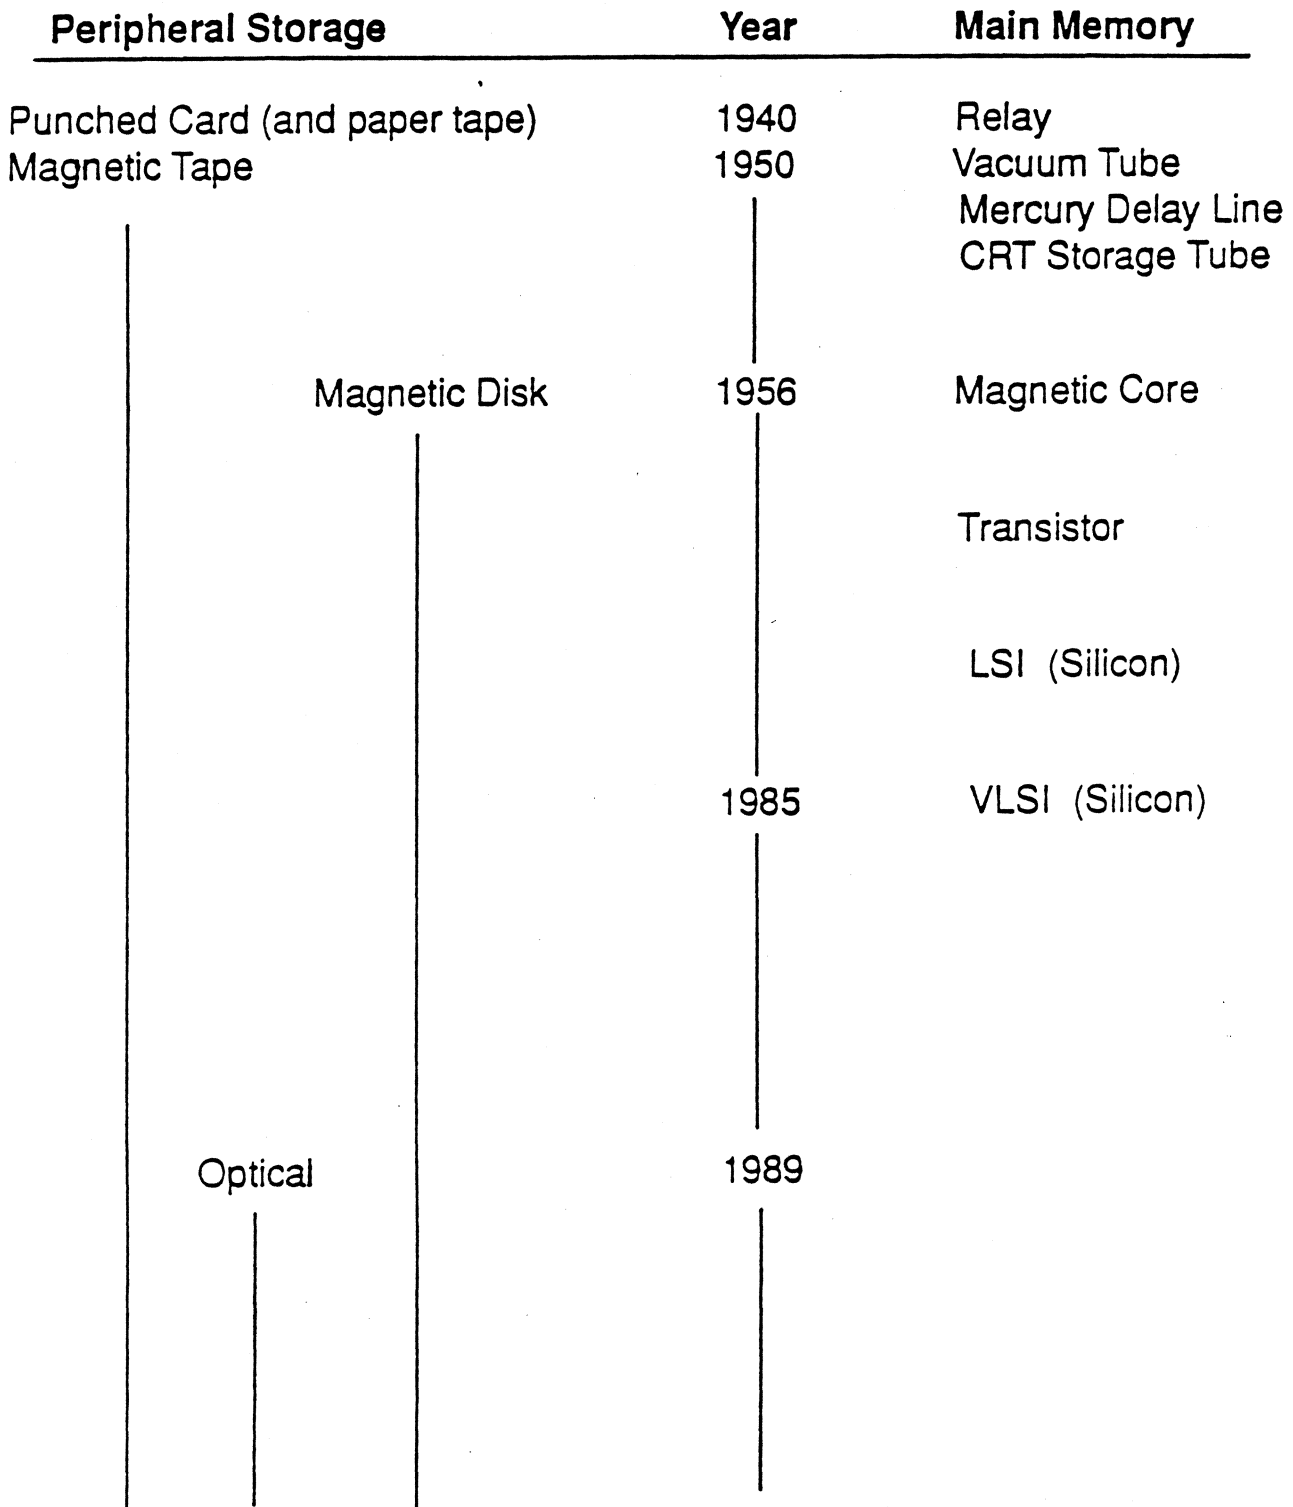 Peripheral Storage Year Main Memory
Punched Card (and paper tape) 1940 Relay
Magnetic Tape 1950 Vacuum Tube
Mercury Delay Line
CRT Storage Tube
Magnetic Disk 1956 Magnetic Core
Transistor
LSI (Silicon)
1985 VLSI (Silicon)
Optical 1989